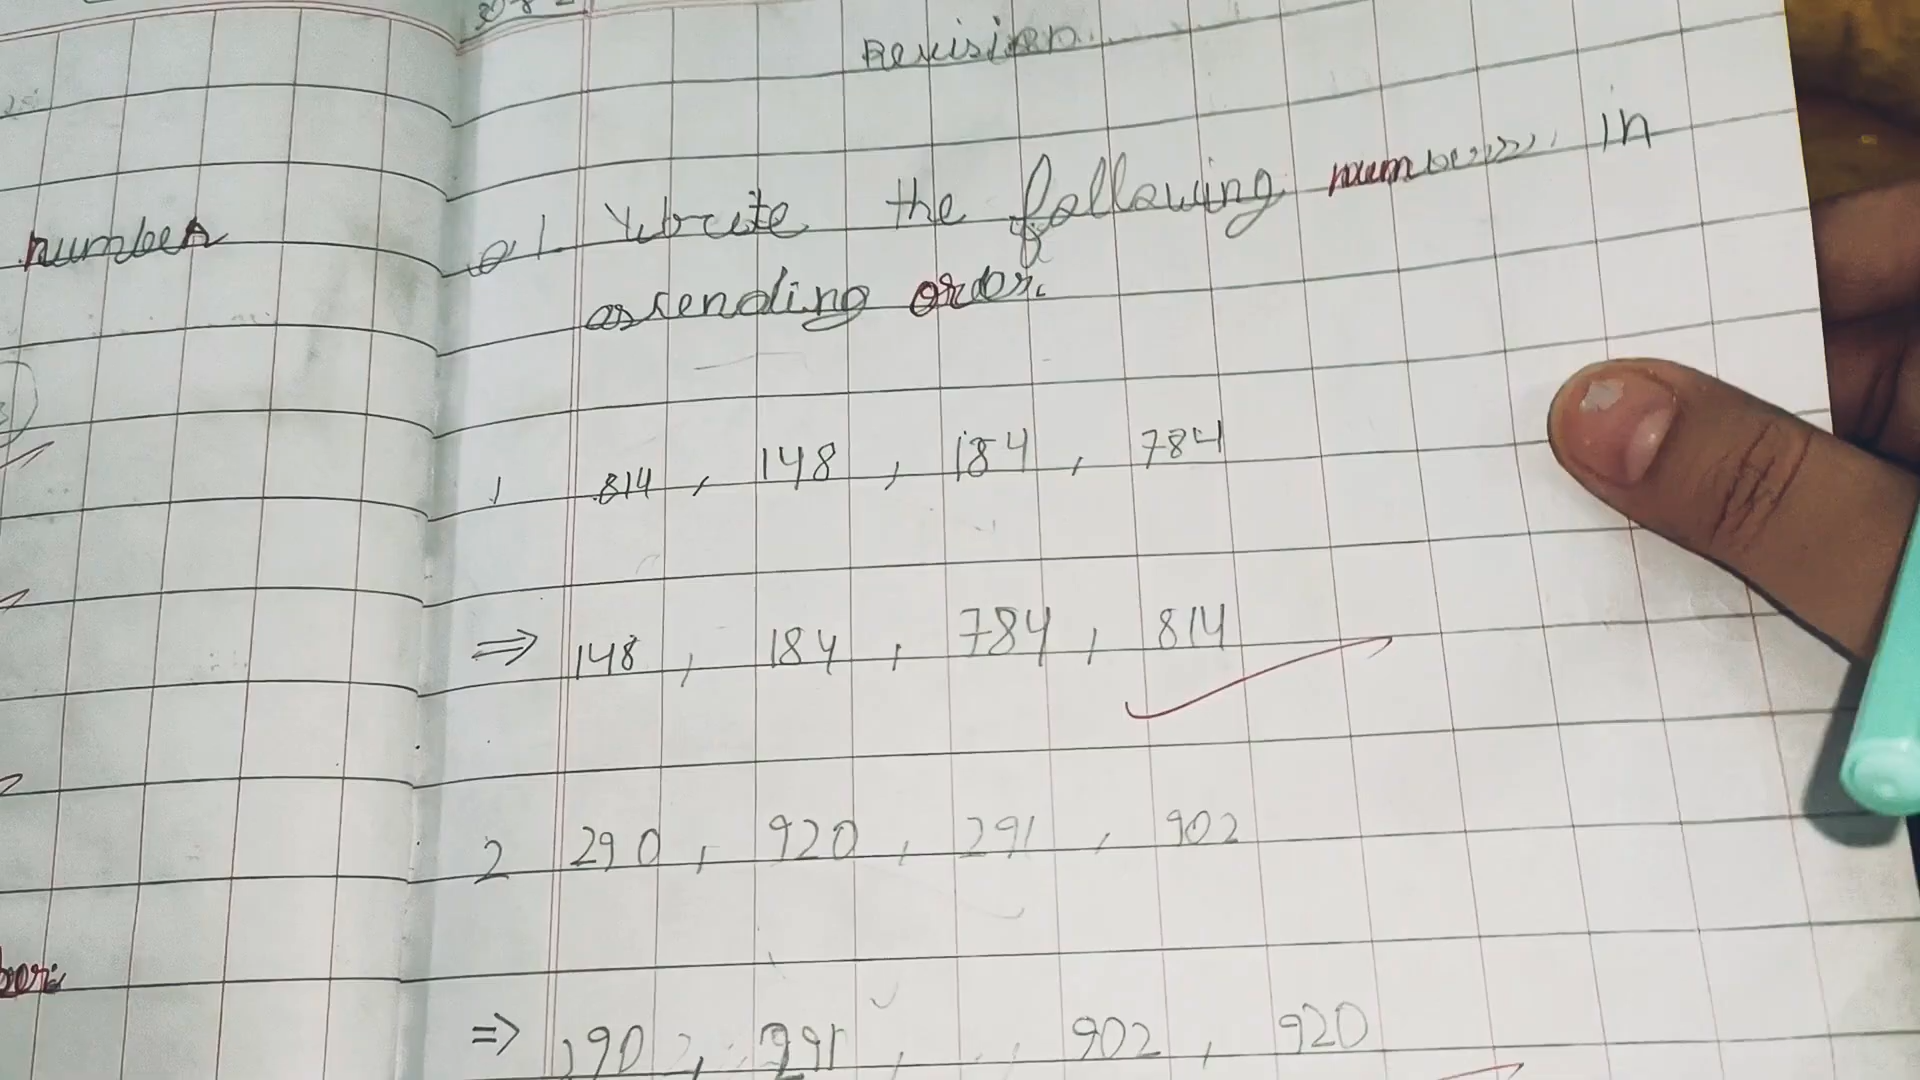 number
Revision
Q1 Write the following numbers in
assending order.
1 814 , 148 , 184 , 784
⇒ 148 , 184 , 784 , 814
2 290 , 920 , 291 , 902
⇒ 290 , 291 , 902 , 920